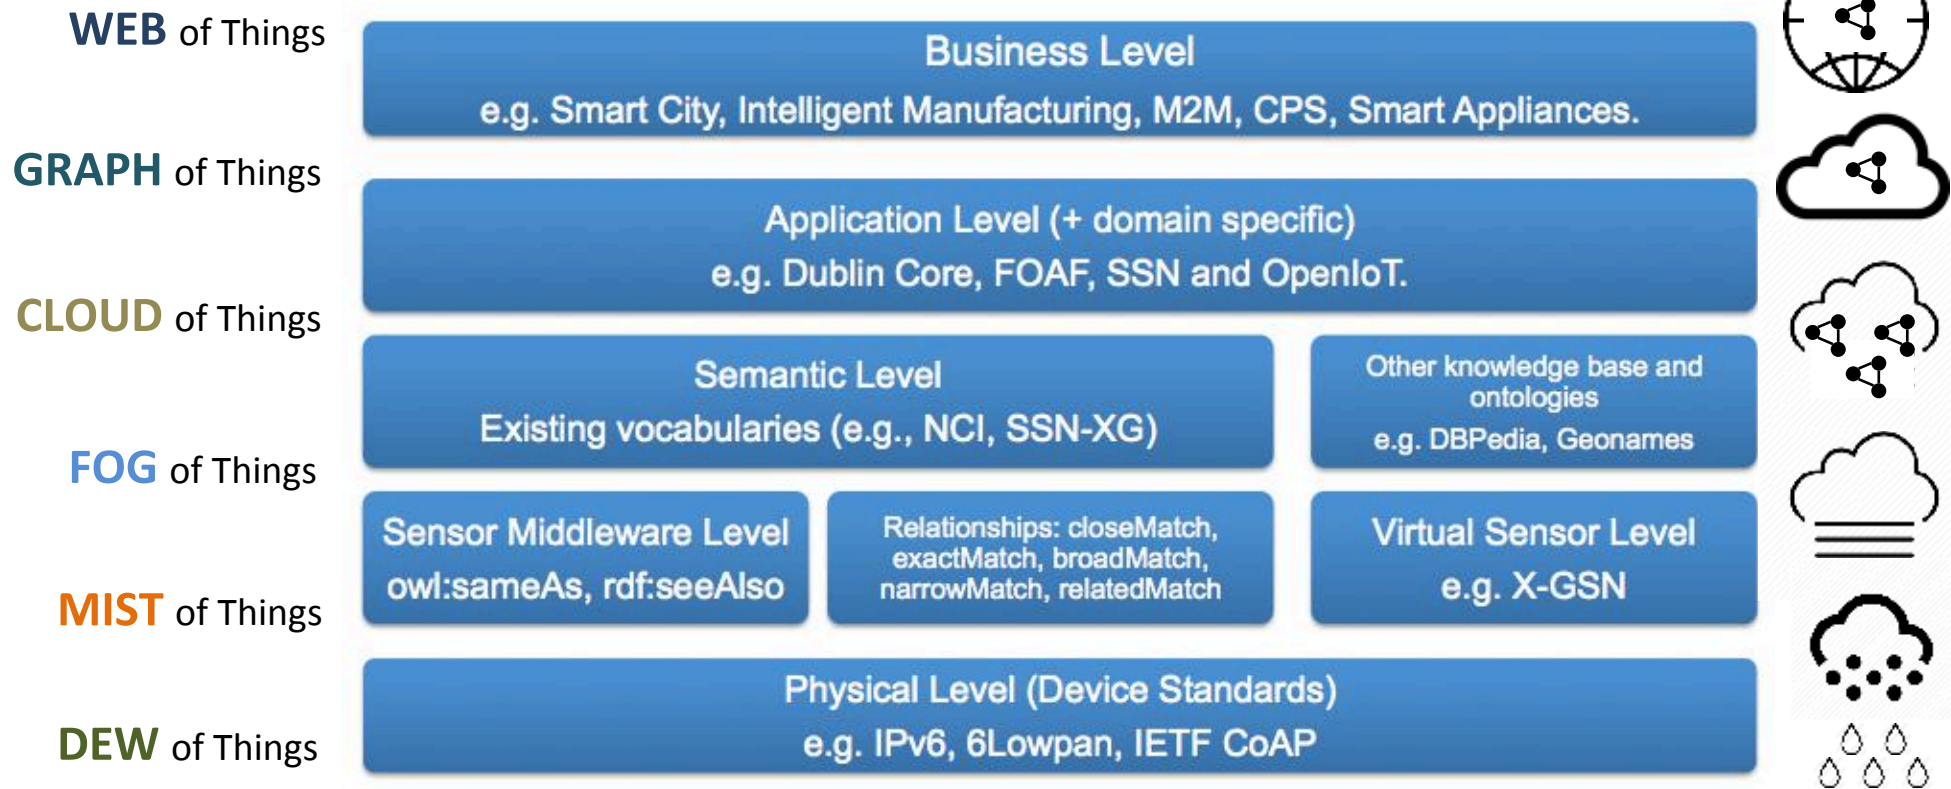 WEB of Things
Business Level
e.g. Smart City, Intelligent Manufacturing, M2M, CPS, Smart Appliances.
GRAPH of Things
Application Level (+ domain specific)
e.g. Dublin Core, FOAF, SSN and OpenIoT.
CLOUD of Things
Semantic Level
Existing vocabularies (e.g., NCI, SSN-XG)
Other knowledge base and
ontologies
e.g. DBPedia, Geonames
FOG of Things
Sensor Middleware Level
owl:sameAs, rdf:seeAlso
Relationships: closeMatch,
exactMatch, broadMatch,
narrowMatch, relatedMatch
Virtual Sensor Level
e.g. X-GSN
MIST of Things
Physical Level (Device Standards)
e.g. IPv6, 6Lowpan, IETF CoAP
DEW of Things